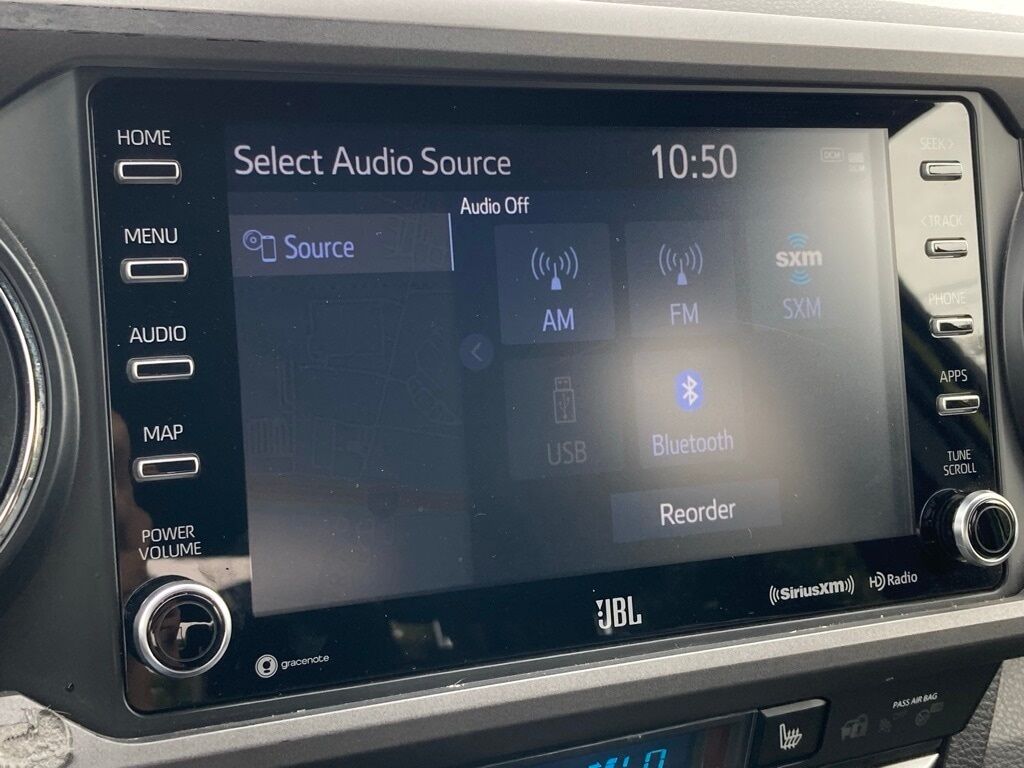 HOME
MENU
AUDIO
MAP
POWER
VOLUME
Select Audio Source
10:50
DCM
Audio Off
Source
AM
FM
sxm
SXM
USB
Bluetooth
Reorder
SEEK >
< TRACK
PHONE
APPS
TUNE
SCROLL
gracenote
JBL
((SiriusXM))
HD Radio
PASS AIR BAG